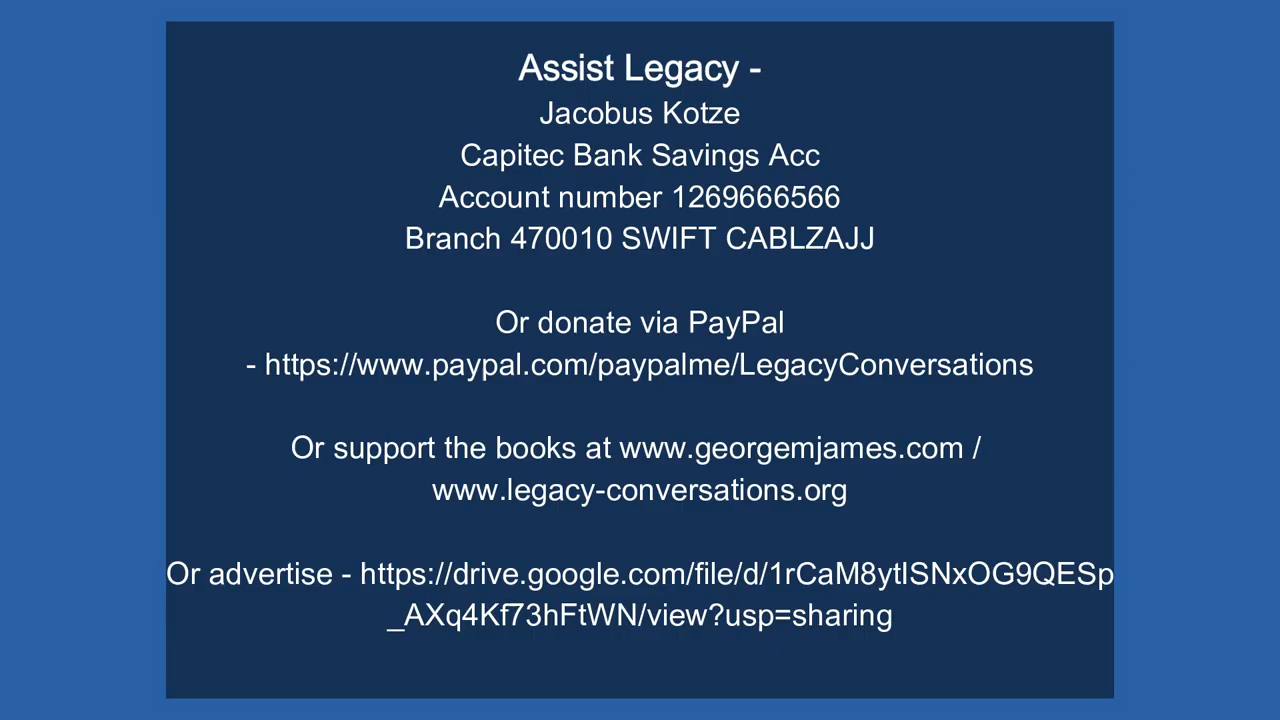 Assist Legacy -
Jacobus Kotze
Capitec Bank Savings Acc
Account number 1269666566
Branch 470010 SWIFT CABLZAJJ
Or donate via PayPal
- https://www.paypal.com/paypalme/LegacyConversations
Or support the books at www.georgemjames.com /
www.legacy-conversations.org
Or advertise - https://drive.google.com/file/d/1rCaM8ytISNxOG9QESp
_AXq4Kf73hFtWN/view?usp=sharing